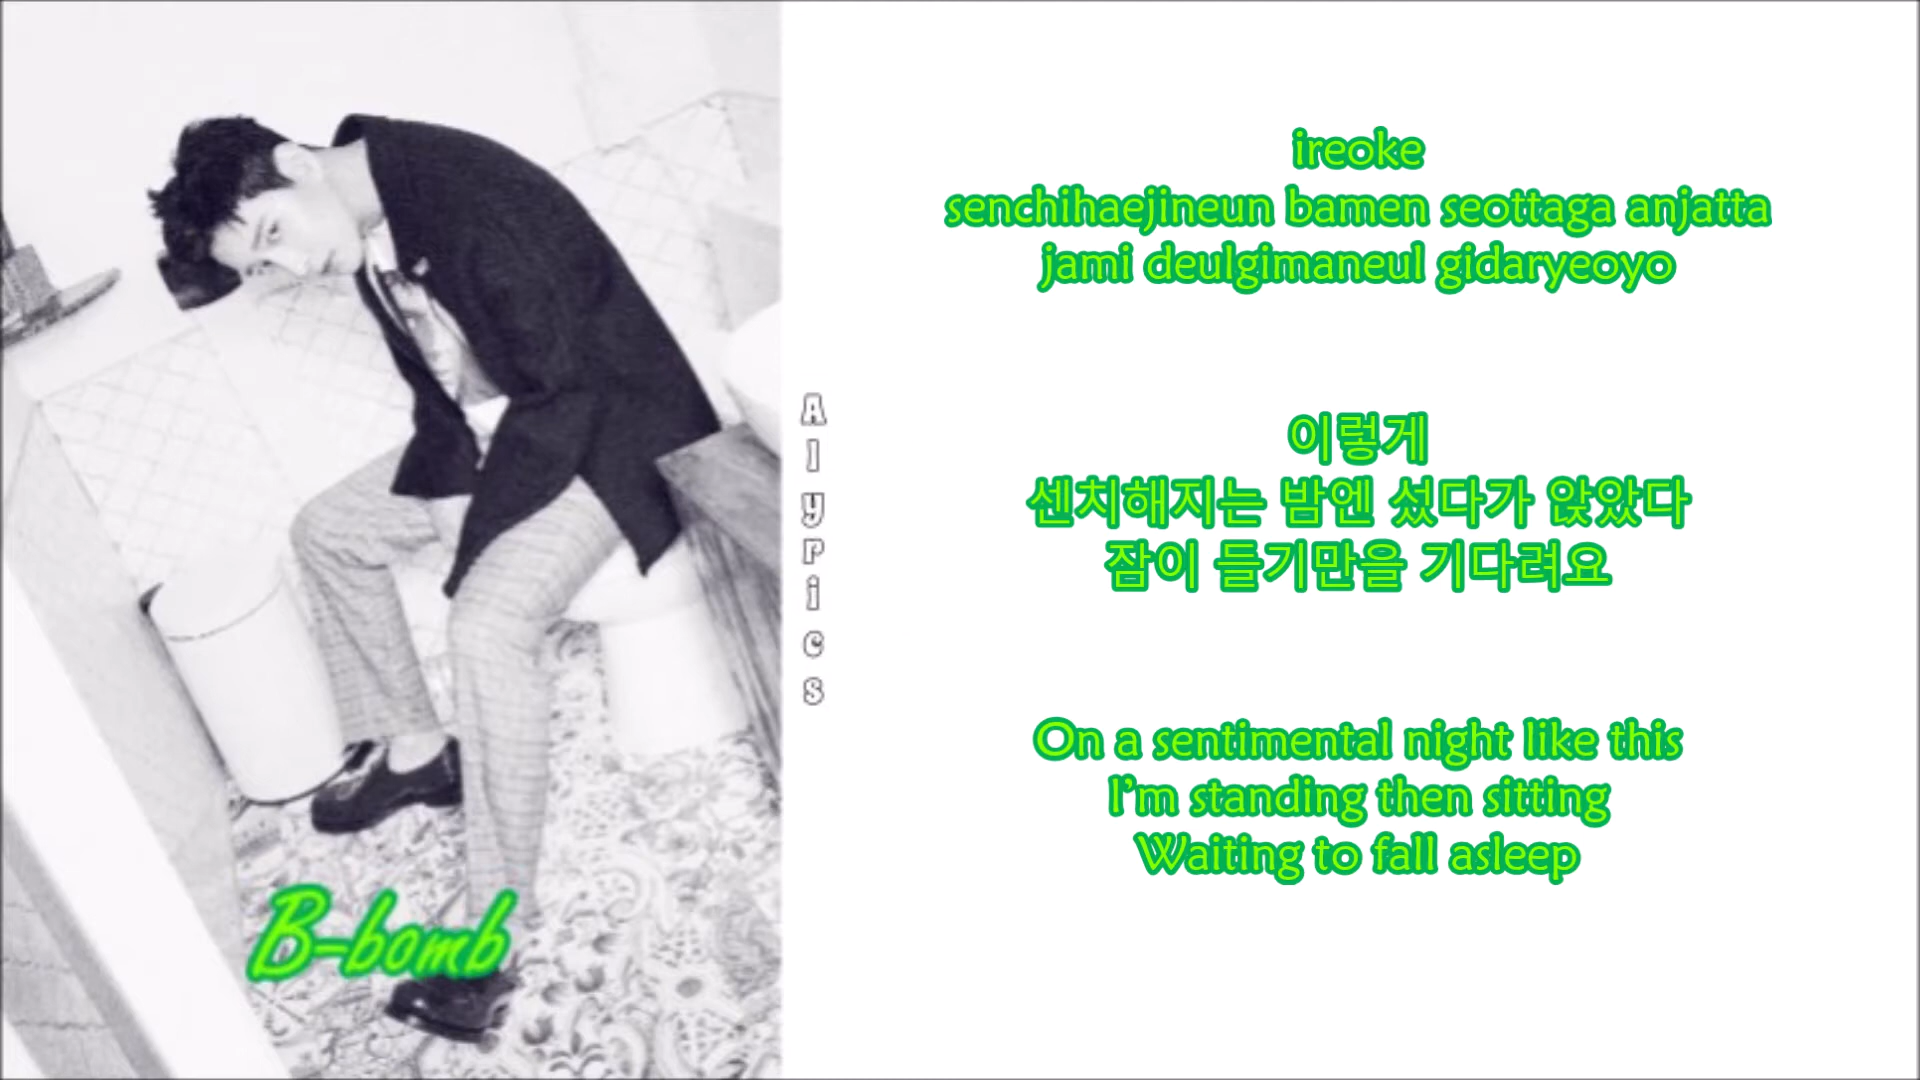 B-bomb
Alyrics
ireoke
senchihaejineun bamen seottaga anjatta
jami deulgimaneul gidaryeoyo
이렇게
센치해지는 밤엔 섰다가 앉았다
잠이 들기만을 기다려요
On a sentimental night like this
I'm standing then sitting
Waiting to fall asleep